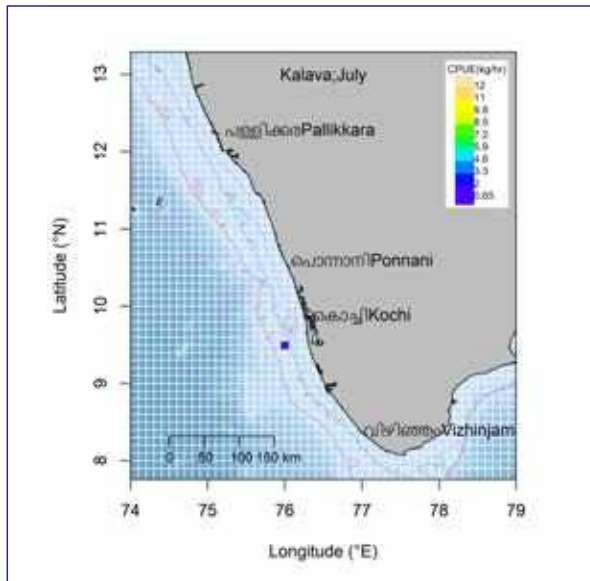 Kalava;July
CPUE(kg/hr)
12
11
9.8
8.5
7.2
5.9
4.6
3.3
2
0.65
പള്ളിക്കരPallikkara
പൊന്നാനിPonnani
കൊച്ചിKochi
വിഴിഞ്ഞംVizhinjam
0 50 100 150 km
Latitude (°N)
13
12
11
10
9
8
74 75 76 77 78 79
Longitude (°E)